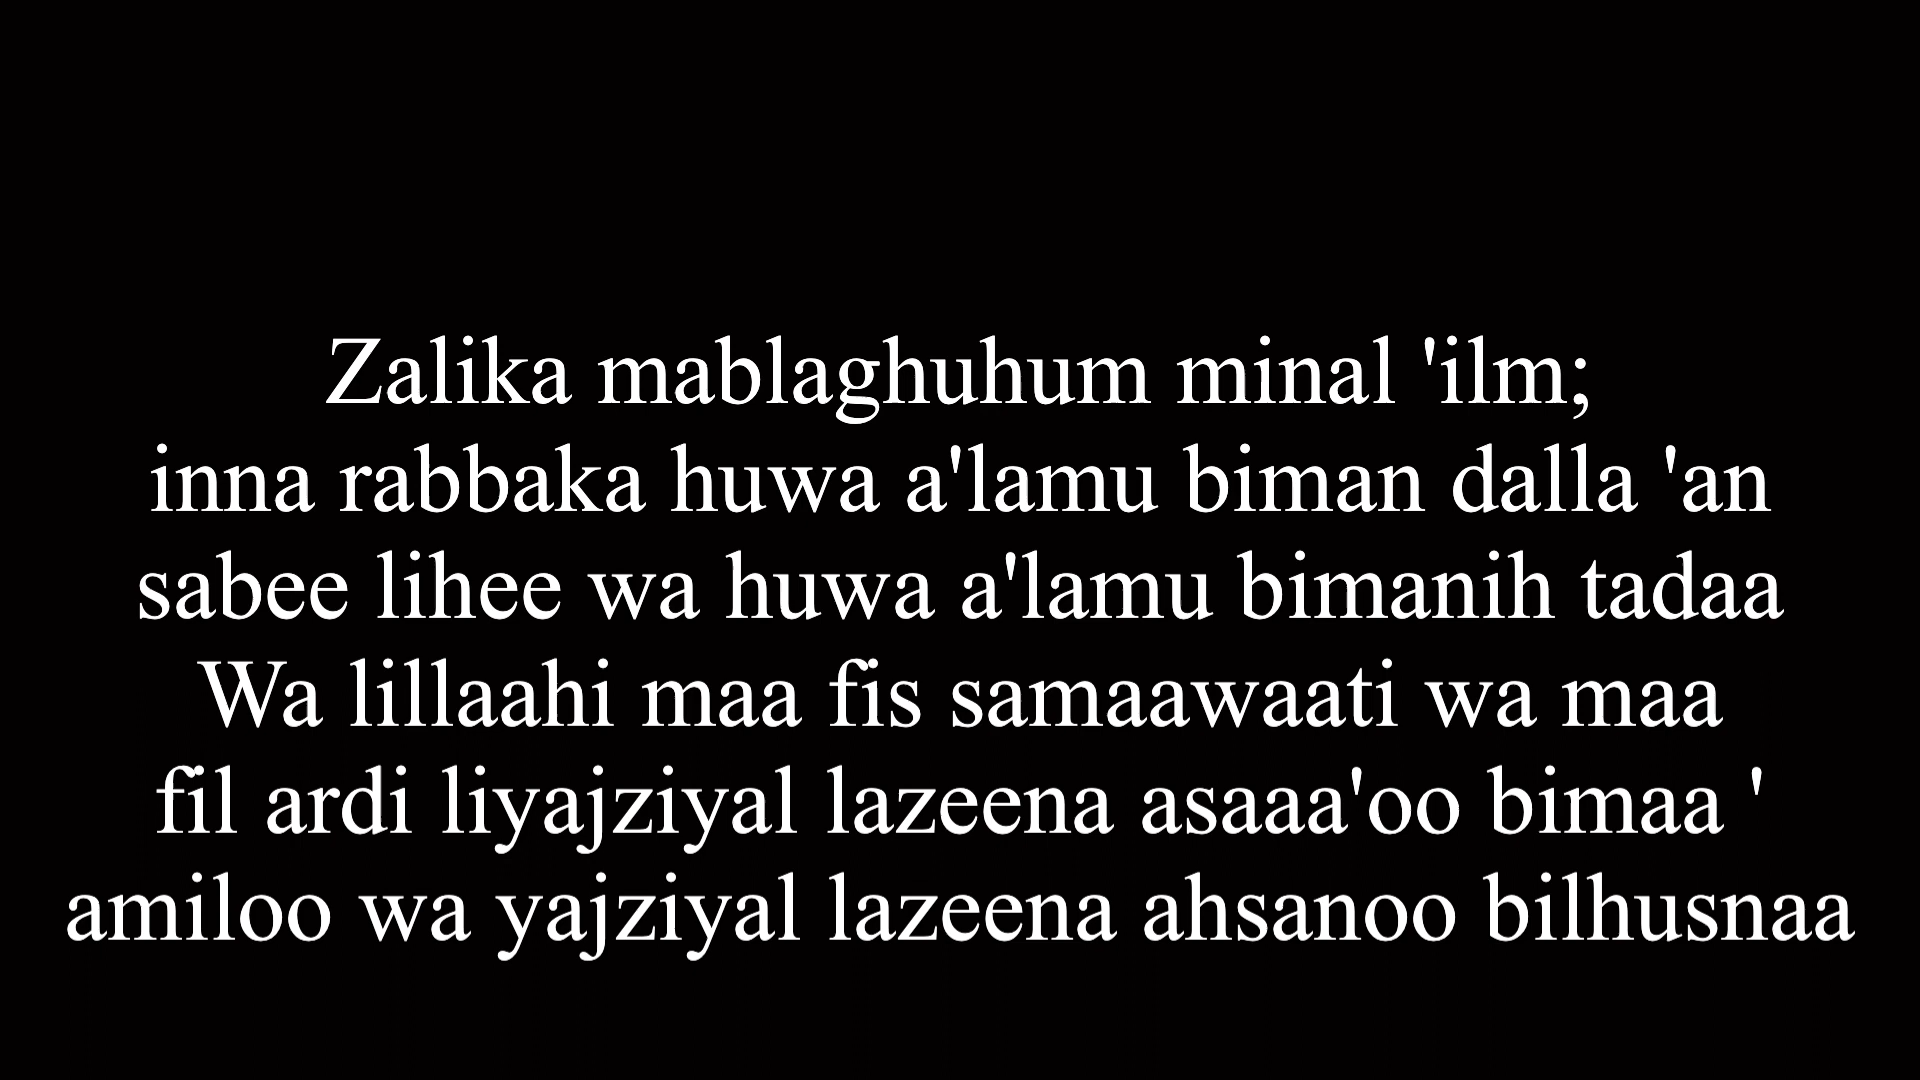 Zalika mablaghuhum minal 'ilm;
inna rabbaka huwa a'lamu biman dalla 'an
sabee lihee wa huwa a'lamu bimanih tadaa
Wa lillaahi maa fis samaawaati wa maa
fil ardi liyajziyal lazeena asaaa'oo bimaa '
amiloo wa yajziyal lazeena ahsanoo bilhusnaa